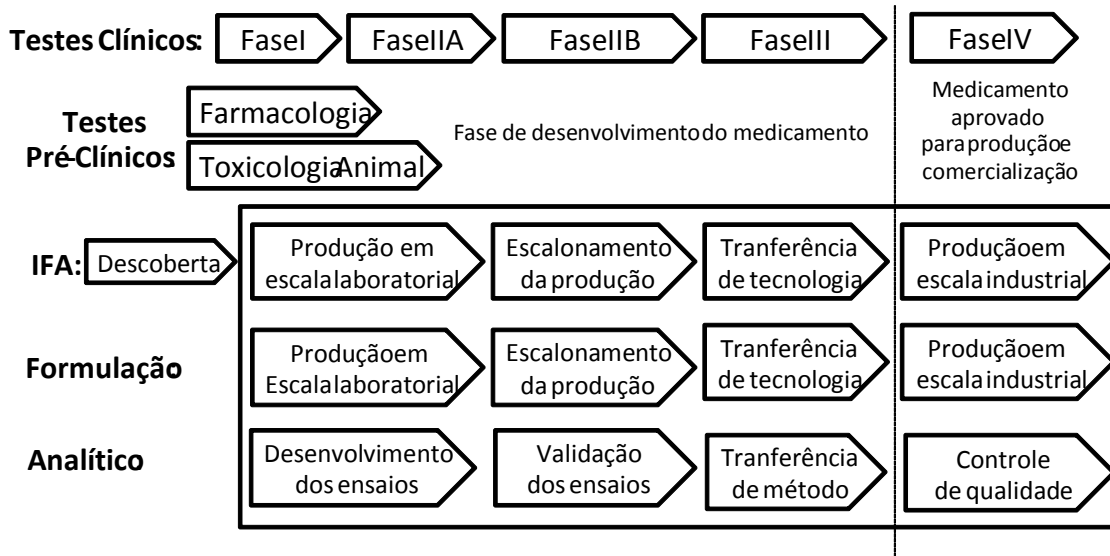 Testes Clínicos: FaseI FaseIIA FaseIIB FaseIII FaseIV
Testes
Pré-Clínicos:
Farmacologia
Toxicologia Animal
Fase de desenvolvimento do medicamento
Medicamento
aprovado
para produção e
comercialização
IFA:
Descoberta
Produção em
escala laboratorial
Escalonamento
da produção
Tranferência
de tecnologia
Produção em
escala industrial
Formulação:
Produção em
Escala laboratorial
Escalonamento
da produção
Tranferência
de tecnologia
Produção em
escala industrial
Analítico
Desenvolvimento
dos ensaios
Validação
dos ensaios
Tranferência
de método
Controle
de qualidade